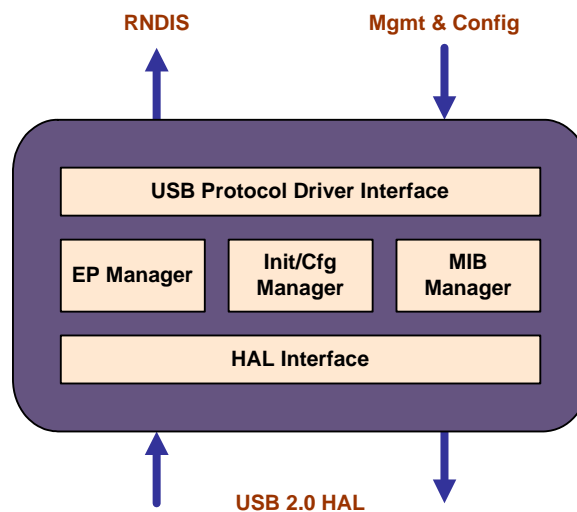 RNDIS
Mgmt & Config
USB Protocol Driver Interface
EP Manager
Init/Cfg
Manager
MIB
Manager
HAL Interface
USB 2.0 HAL